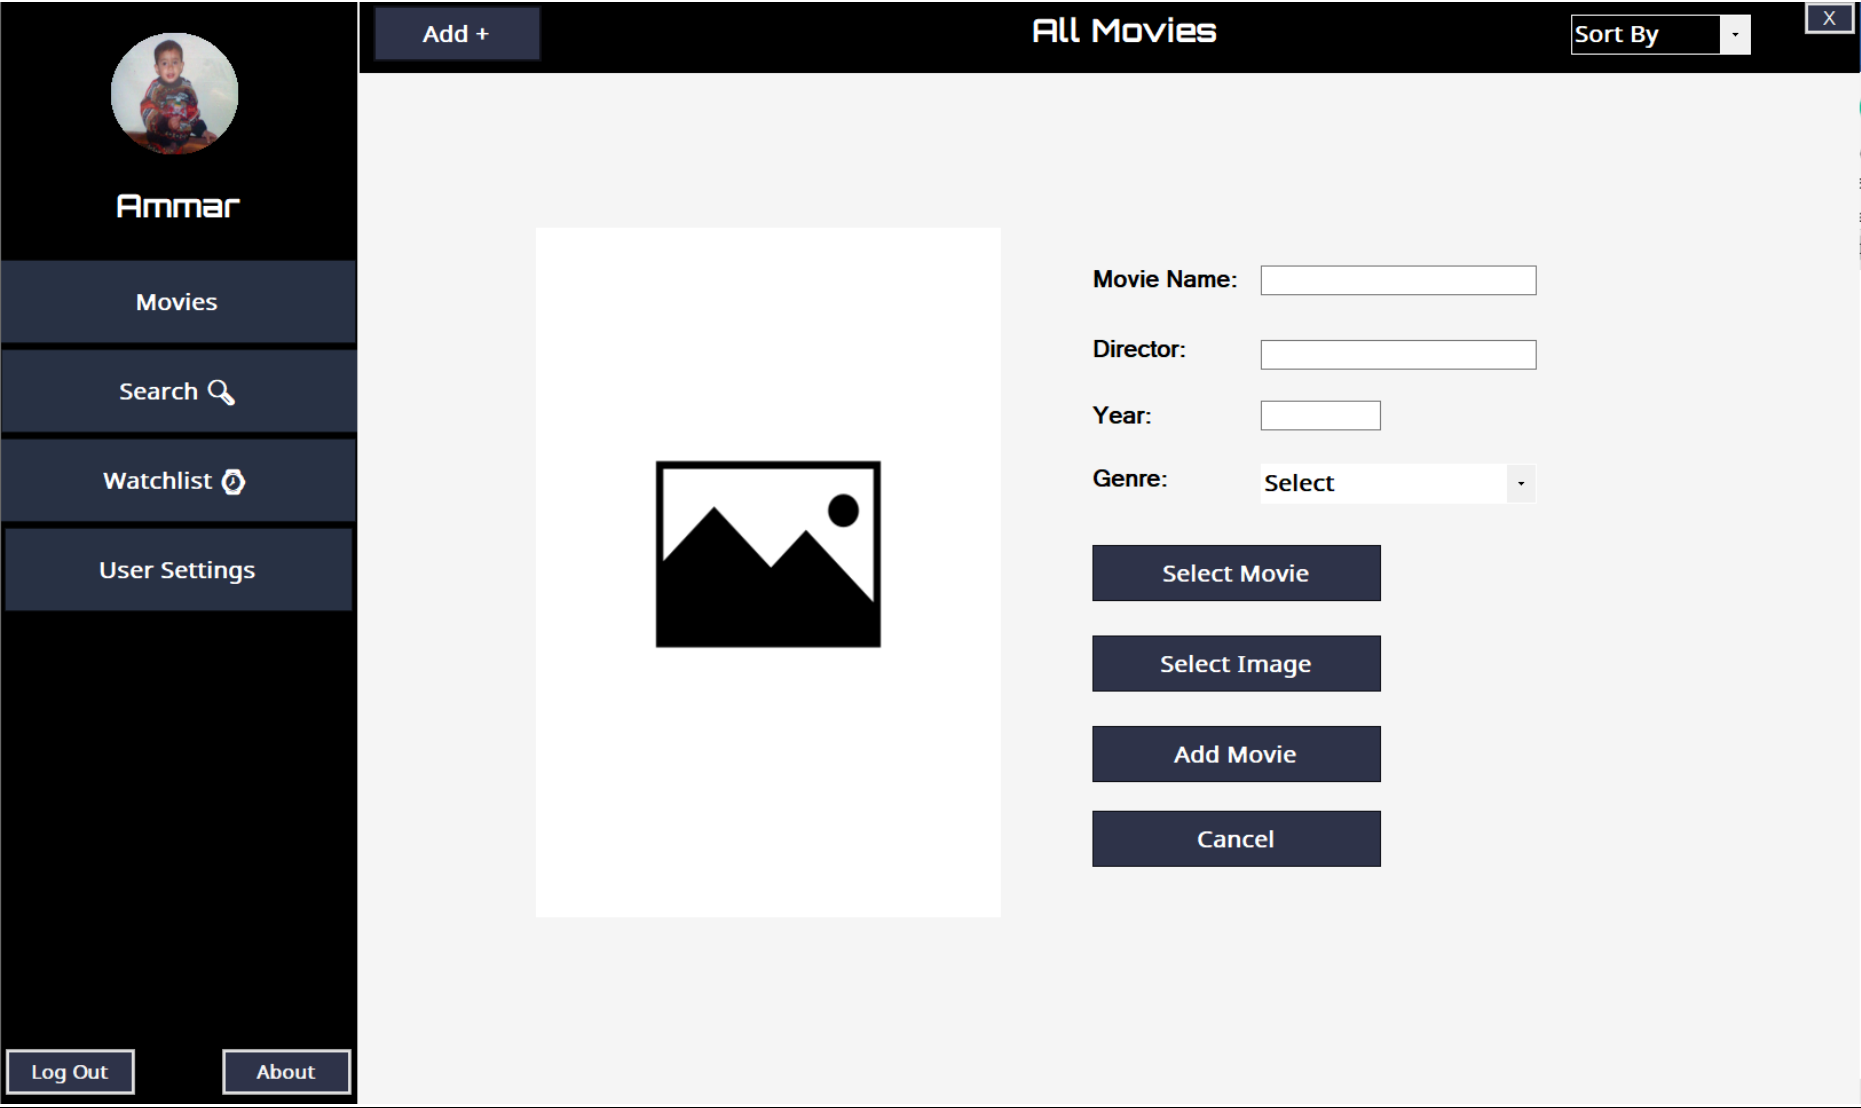 Ammar
Movies
Search
Watchlist
User Settings
Log Out
About
Add +
All Movies
Sort By
X
Movie Name:
Director:
Year:
Genre:
Select
Select Movie
Select Image
Add Movie
Cancel